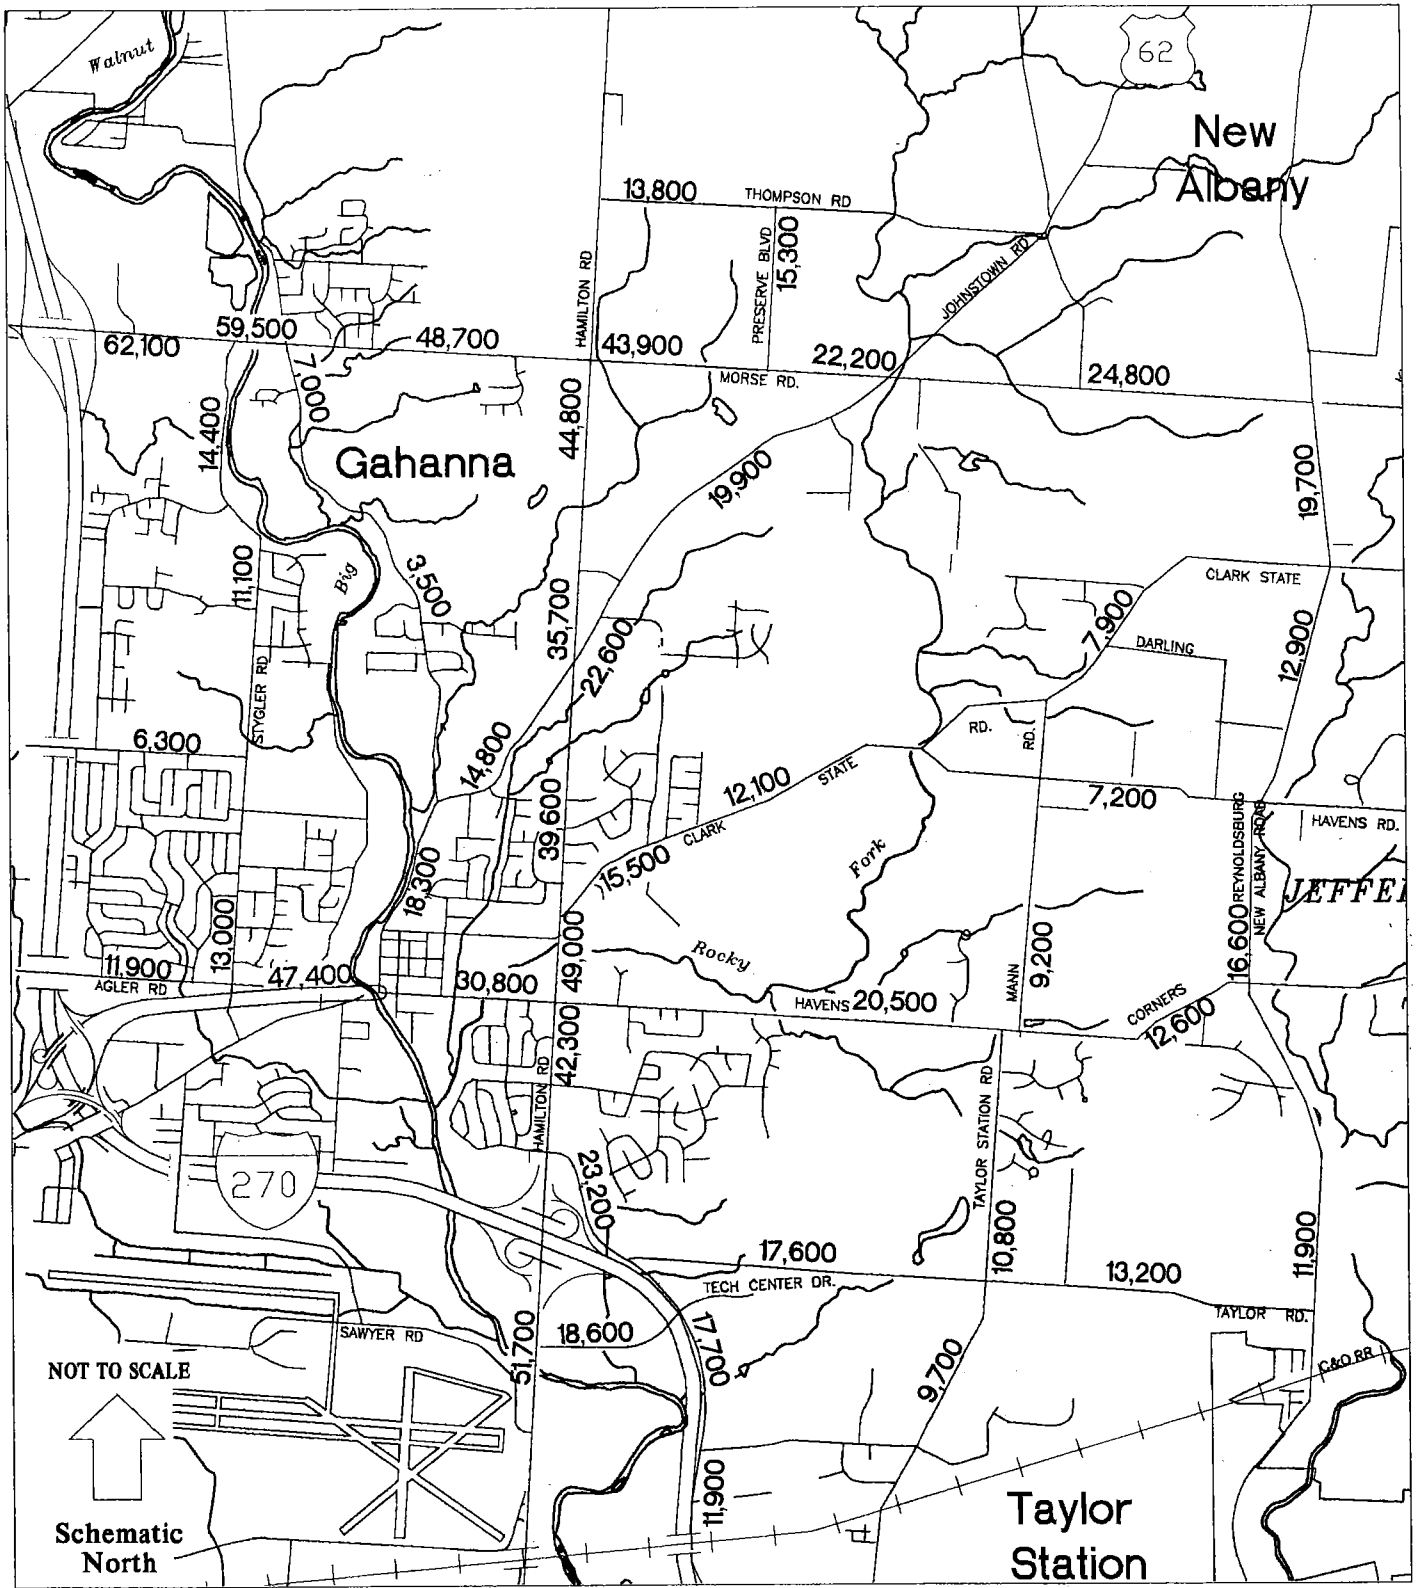 Walnut
62
New
Albany
13,800
THOMPSON RD
PRESERVE BLVD
15,300
HAMILTON RD
JOHNSTOWN RD
62,100
59,500
48,700
43,900
22,200
MORSE RD.
24,800
7,000
14,400
44,800
Gahanna
19,900
19,700
11,100
Big
3,500
35,700
22,600
CLARK STATE
7,900
DARLING
12,900
STYGLER RD
6,300
14,800
RD.
RD.
12,100
STATE
39,600
7,200
HAVENS RD.
CLARK
15,500
18,300
Fork
REYNOLDSBURG
NEW ALBANY ROAD
16,600
JEFFE
13,000
49,000
Rocky
9,200
MANN
11,900
AGLER RD
47,400
30,800
HAVENS
20,500
CORNERS
12,600
42,300
HAMILTON RD
TAYLOR STATION RD
270
23,200
10,800
11,900
17,600
TECH CENTER DR.
13,200
TAYLOR RD.
SAWYER RD
51,700
18,600
17,700
9,700
C&O RR
NOT TO SCALE
11,900
Schematic
North
Taylor
Station